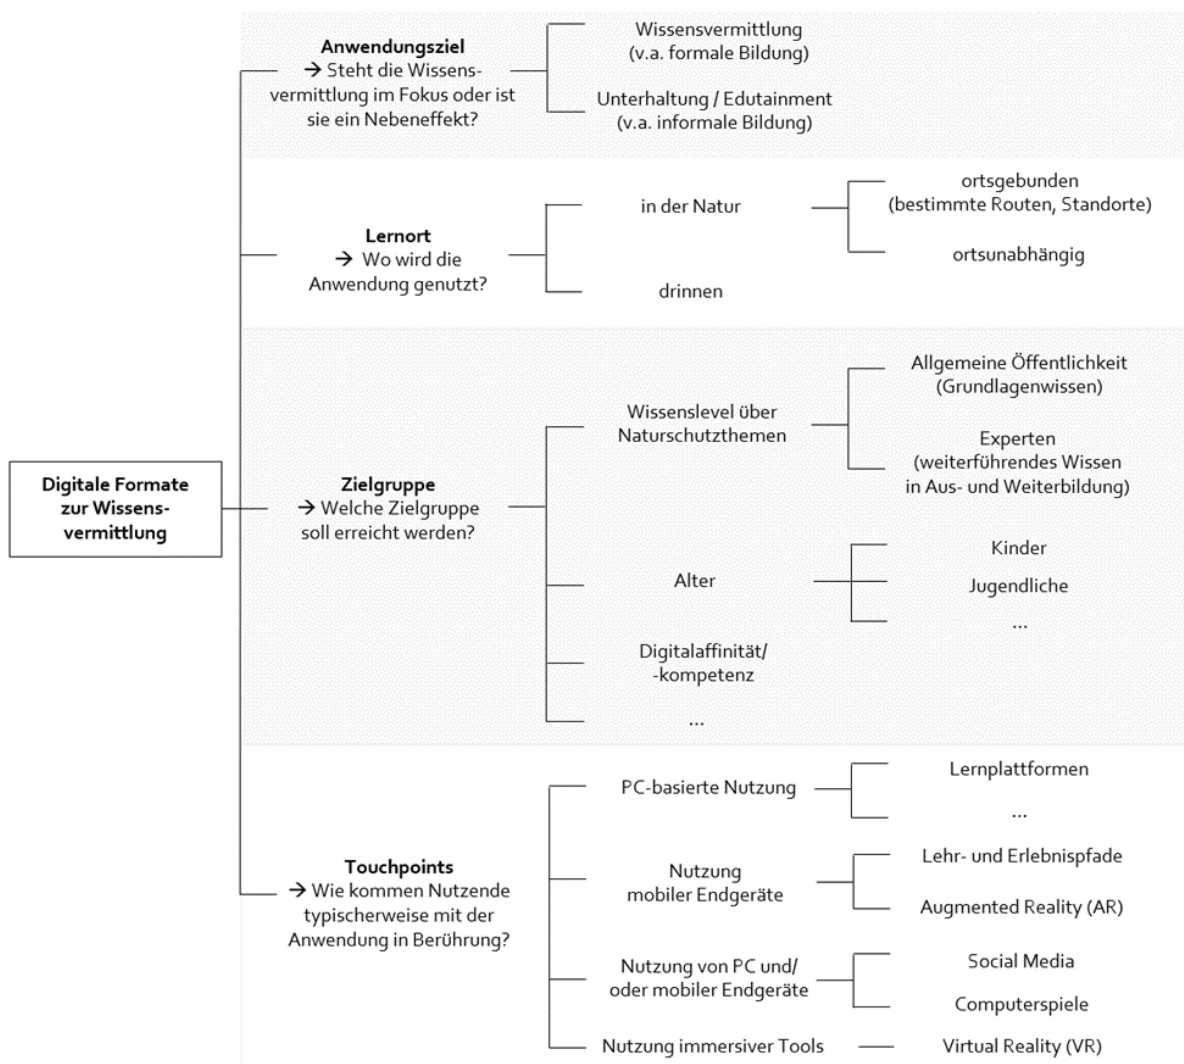 Digitale Formate
zur Wissens-
vermittlung
Anwendungsziel
→ Steht die Wissens-
vermittlung im Fokus oder ist
sie ein Nebeneffekt?
Wissensvermittlung
(v.a. formale Bildung)
Unterhaltung / Edutainment
(v.a. informale Bildung)
Lernort
→ Wo wird die
Anwendung genutzt?
in der Natur
ortsgebunden
(bestimmte Routen, Standorte)
ortsunabhängig
drinnen
Zielgruppe
→ Welche Zielgruppe
soll erreicht werden?
Wissenslevel über
Naturschutzthemen
Allgemeine Öffentlichkeit
(Grundlagenwissen)
Experten
(weiterführendes Wissen
in Aus- und Weiterbildung)
Alter
Kinder
Jugendliche
...
Digitalaffinität/
-kompetenz
...
Touchpoints
→ Wie kommen Nutzende
typischerweise mit der
Anwendung in Berührung?
PC-basierte Nutzung
Lernplattformen
...
Nutzung
mobiler Endgeräte
Lehr- und Erlebnispfade
Augmented Reality (AR)
Nutzung von PC und/
oder mobiler Endgeräte
Social Media
Computerspiele
Nutzung immersiver Tools
Virtual Reality (VR)